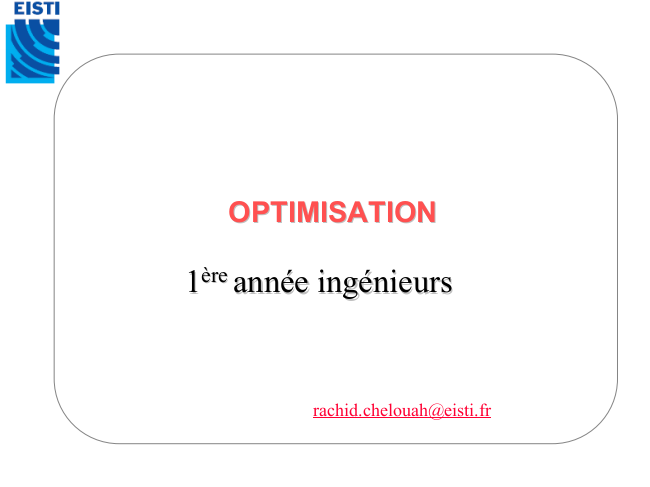 EISTI
OPTIMISATION
1ère année ingénieurs
rachid.chelouah@eisti.fr